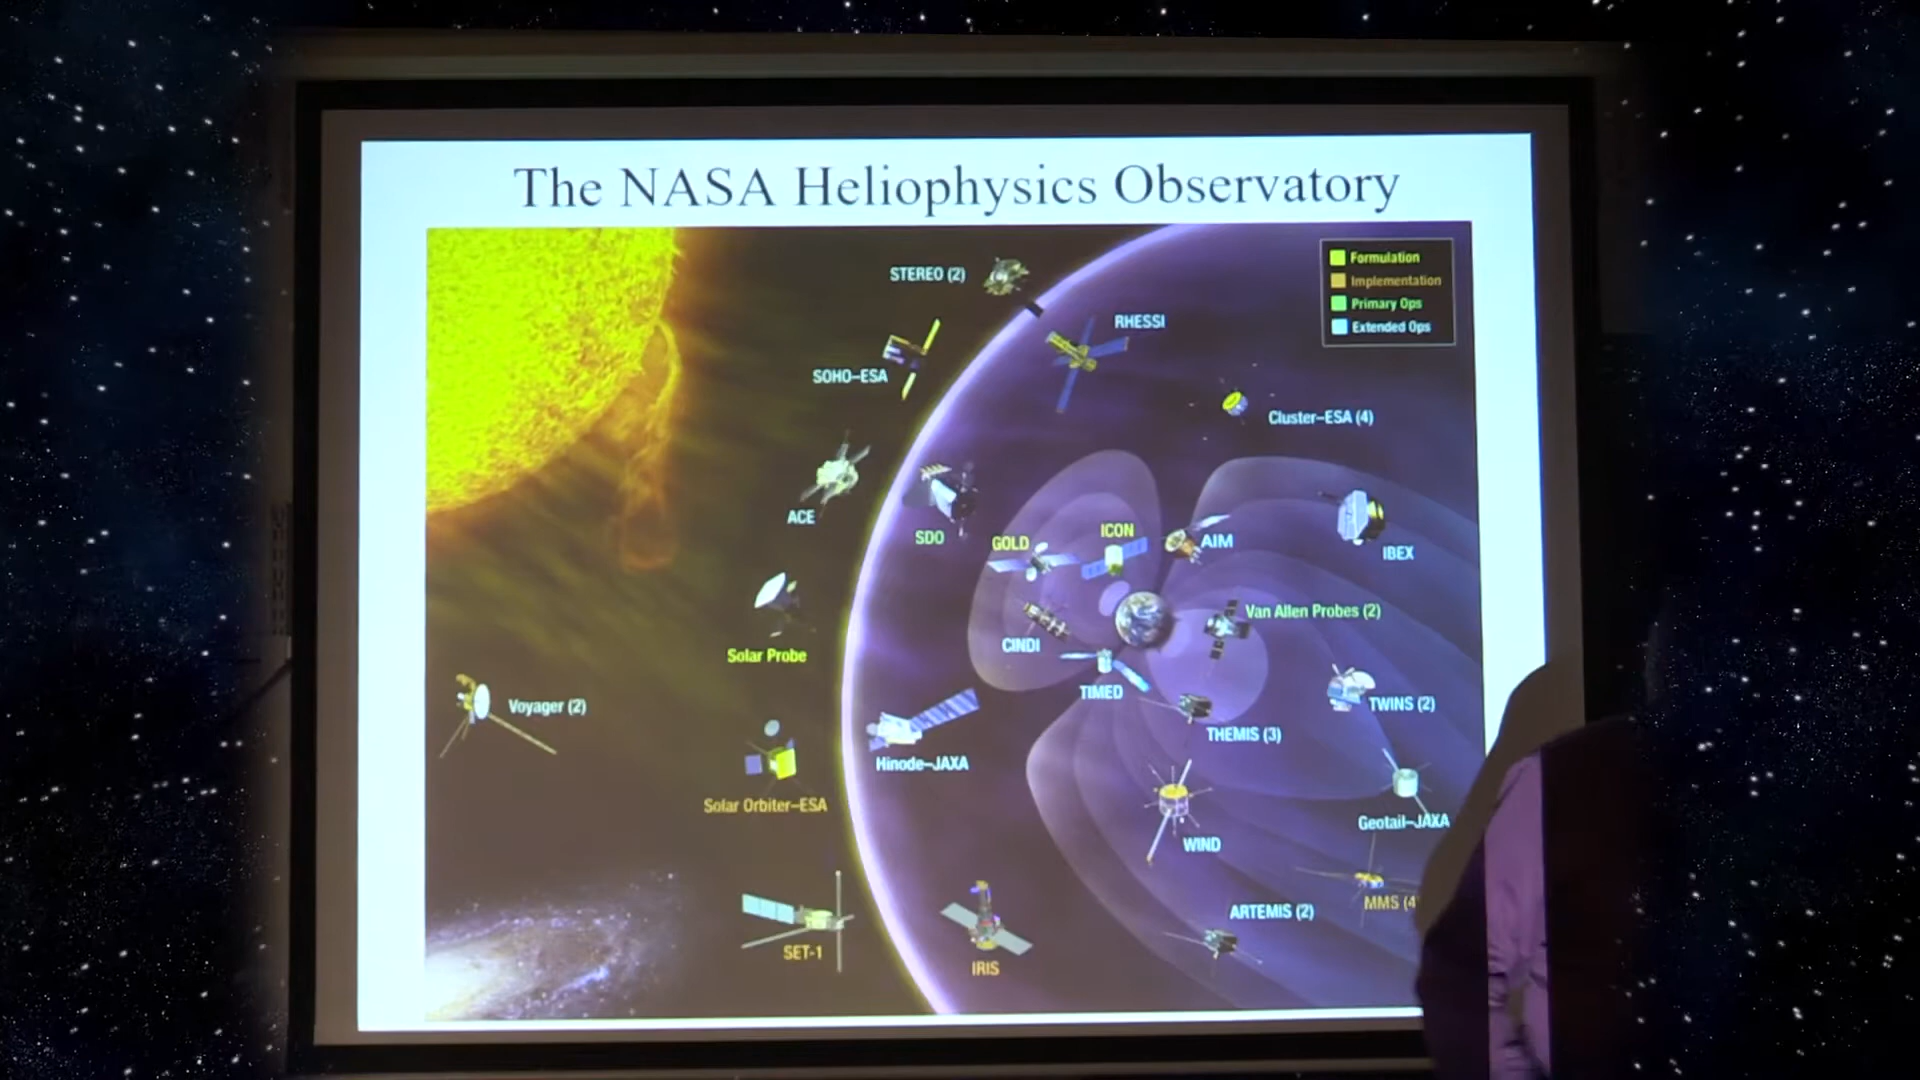 The NASA Heliophysics Observatory
Formulation
Implementation
Primary Ops
Extended Ops
STEREO (2)
RHESSI
SOHO–ESA
Cluster–ESA (4)
ACE
SDO
GOLD
ICON
AIM
IBEX
Van Allen Probes (2)
CINDI
Solar Probe
TIMED
Voyager (2)
TWINS (2)
THEMIS (3)
Hinode–JAXA
Solar Orbiter–ESA
Geotail–JAXA
WIND
MMS (4
ARTEMIS (2)
SET-1
IRIS